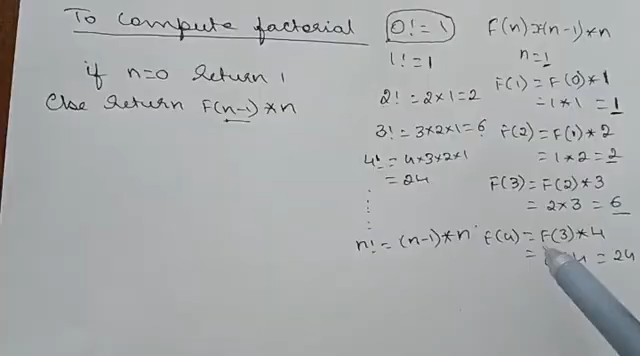 To compute factorial
if n=0 return 1
Else return F(n-1)*n
0! = 1
1! = 1
2! = 2×1=2
3! = 3×2×1=6
4! = 4×3×2×1
= 24
n! = (n-1)*n
F(n) = (n-1)*n
n=1
F(1) = F(0)*1
= 1*1 = 1
F(2) = F(1)*2
= 1*2 = 2
F(3) = F(2)*3
= 2×3 = 6
F(4) = F(3)*4
= 4 = 24